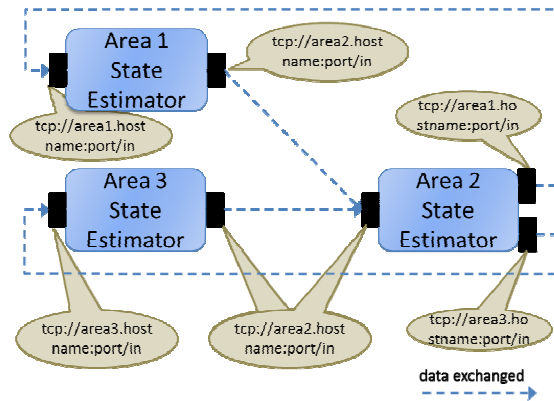 Area 1
State
Estimator
tcp://area2.host
name:port/in
tcp://area1.host
name:port/in
tcp://area1.ho
stname:port/in
Area 3
State
Estimator
Area 2
State
Estimator
tcp://area3.host
name:port/in
tcp://area2.host
name:port/in
tcp://area3.ho
stname:port/in
data exchanged